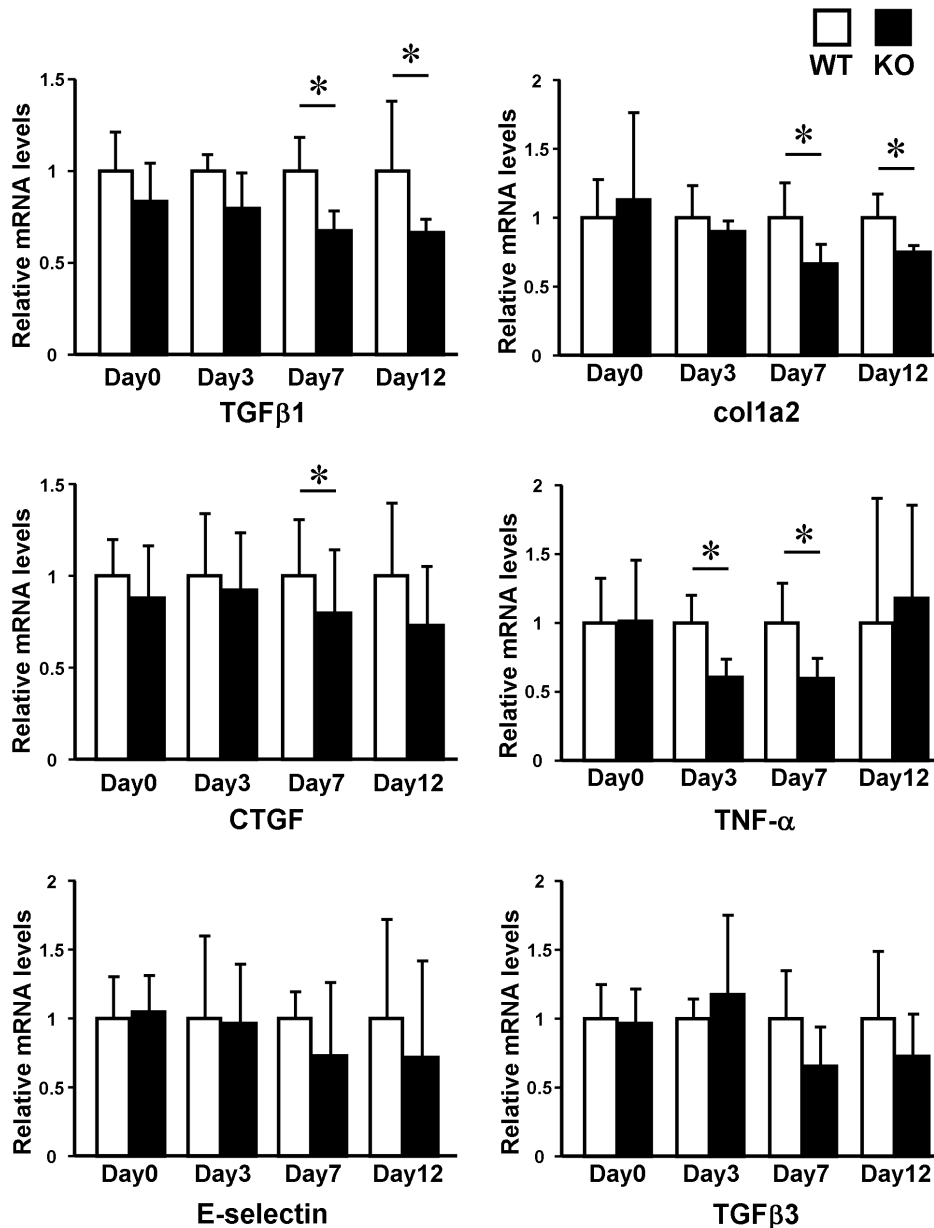 WT KO
*
*
1.5
1
0.5
0
Relative mRNA levels
Day0 Day3 Day7 Day12
TGFβ1
*
*
2
1.5
1
0.5
0
Relative mRNA levels
Day0 Day3 Day7 Day12
col1a2
*
1.5
1
0.5
0
Relative mRNA levels
Day0 Day3 Day7 Day12
CTGF
*
*
2
1.5
1
0.5
0
Relative mRNA levels
Day0 Day3 Day7 Day12
TNF-α
2
1.5
1
0.5
0
Relative mRNA levels
Day0 Day3 Day7 Day12
E-selectin
2
1.5
1
0.5
0
Relative mRNA levels
Day0 Day3 Day7 Day12
TGFβ3